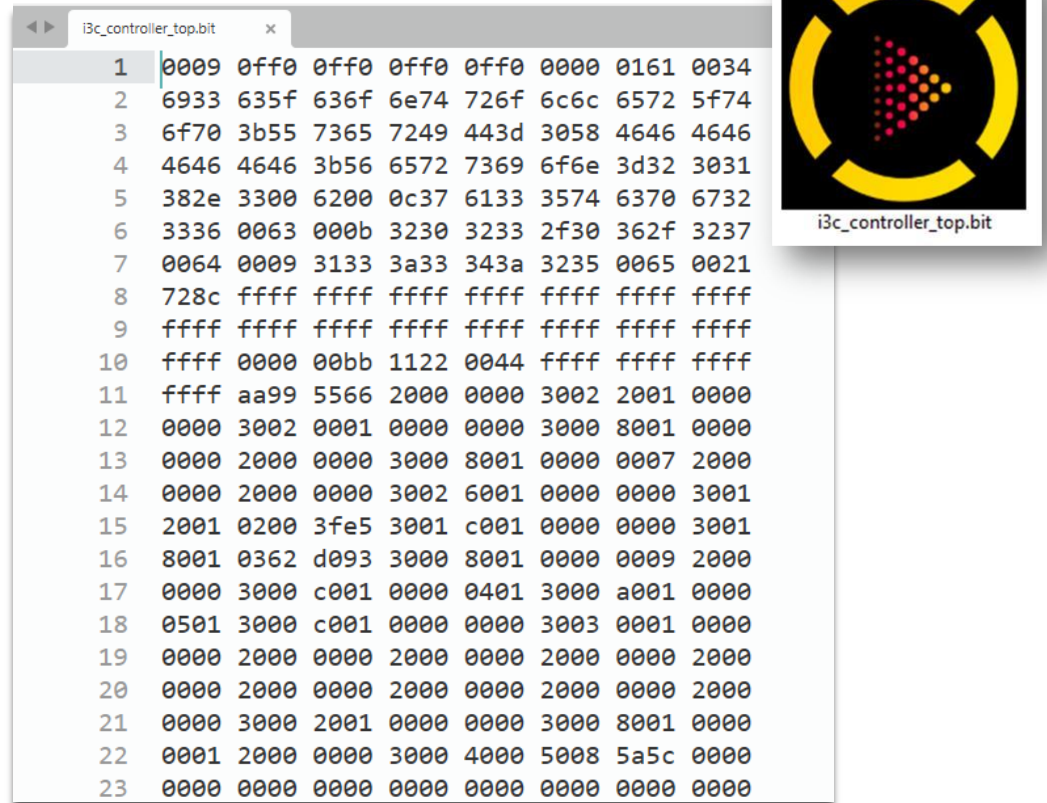 i3c_controller_top.bit ×
1 0009 0ff0 0ff0 0ff0 0ff0 0000 0161 0034
2 6933 635f 636f 6e74 726f 6c6c 6572 5f74
3 6f70 3b55 7365 7249 443d 3058 4646 4646
4 4646 4646 3b56 6572 7369 6f6e 3d32 3031
5 382e 3300 6200 0c37 6133 3574 6370 6732
6 3336 0063 000b 3230 3233 2f30 362f 3237
7 0064 0009 3133 3a33 343a 3235 0065 0021
8 728c ffff ffff ffff ffff ffff ffff ffff
9 ffff ffff ffff ffff ffff ffff ffff ffff
10 ffff 0000 00bb 1122 0044 ffff ffff ffff
11 ffff aa99 5566 2000 0000 3002 2001 0000
12 0000 3002 0001 0000 0000 3000 8001 0000
13 0000 2000 0000 3000 8001 0000 0007 2000
14 0000 2000 0000 3002 6001 0000 0000 3001
15 2001 0200 3fe5 3001 c001 0000 0000 3001
16 8001 0362 d093 3000 8001 0000 0009 2000
17 0000 3000 c001 0000 0401 3000 a001 0000
18 0501 3000 c001 0000 0000 3003 0001 0000
19 0000 2000 0000 2000 0000 2000 0000 2000
20 0000 2000 0000 2000 0000 2000 0000 2000
21 0000 3000 2001 0000 0000 3000 8001 0000
22 0001 2000 0000 3000 4000 5008 5a5c 0000
23 0000 0000 0000 0000 0000 0000 0000 0000
i3c_controller_top.bit